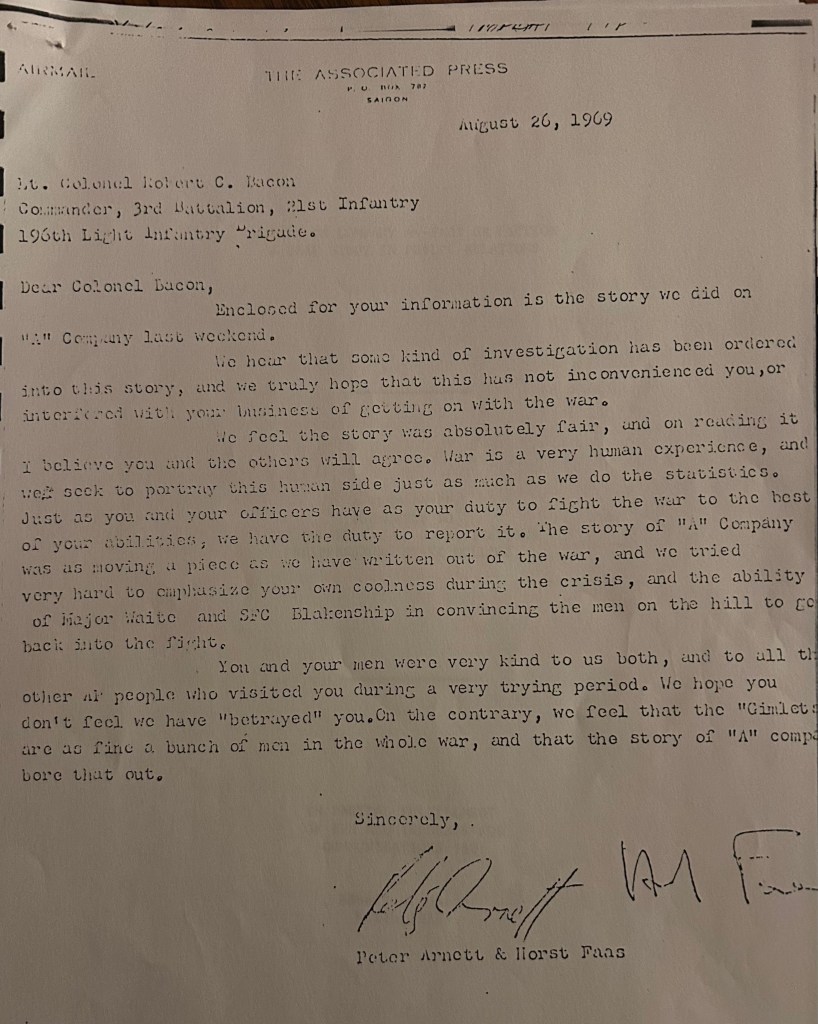 AIRMAIL
THE ASSOCIATED PRESS
P. O. BOX 702
SAIGON
August 26, 1969
Lt. Colonel Robert C. Bacon
Commander, 3rd Battalion, 21st Infantry
196th Light Infantry Brigade.
Dear Colonel Bacon,
Enclosed for your information is the story we did on
"A" Company last weekend.
We hear that some kind of investigation has been ordered
into this story, and we truly hope that this has not inconvenienced you,or
interfered with your business of getting on with the war.
We feel the story was absolutely fair, and on reading it
I believe you and the others will agree. War is a very human experience, and
we seek to portray this human side just as much as we do the statistics.
Just as you and your officers have as your duty to fight the war to the best
of your abilities, we have the duty to report it. The story of "A" Company
was as moving a piece as we have written out of the war, and we tried
very hard to emphasize your own coolness during the crisis, and the ability
of Major Waite and SFC Blakenship in convincing the men on the hill to go
back into the fight.
You and your men were very kind to us both, and to all th
other AP people who visited you during a very trying period. We hope you
don't feel we have "betrayed" you.On the contrary, we feel that the "Gimlets
are as fine a bunch of men in the whole war, and that the story of "A" compa
bore that out.
Sincerely,
Peter Arnett Horst Faas
Peter Arnett & Horst Faas